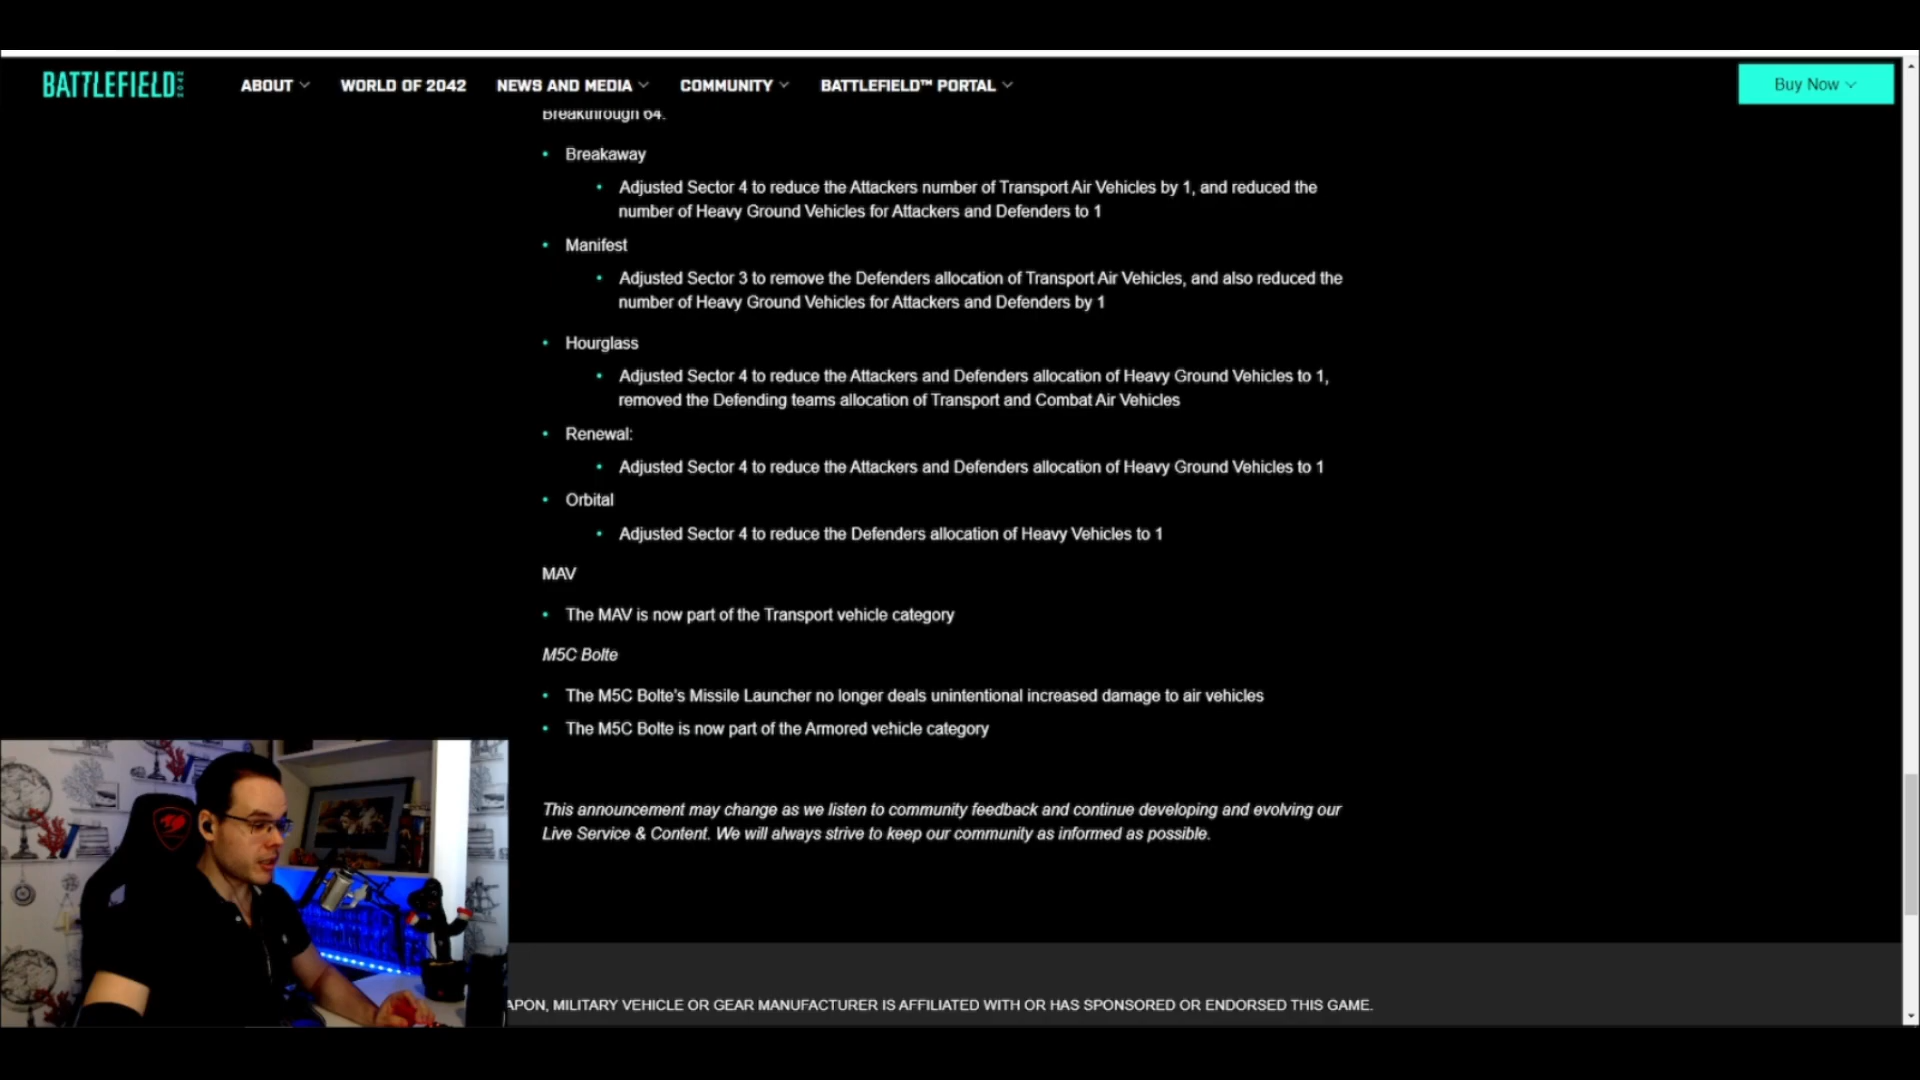 BATTLEFIELD 2042
ABOUT
WORLD OF 2042
NEWS AND MEDIA
COMMUNITY
BATTLEFIELD™ PORTAL
Buy Now
Breakthrough 64.
• Breakaway
• Adjusted Sector 4 to reduce the Attackers number of Transport Air Vehicles by 1, and reduced the
number of Heavy Ground Vehicles for Attackers and Defenders to 1
• Manifest
• Adjusted Sector 3 to remove the Defenders allocation of Transport Air Vehicles, and also reduced the
number of Heavy Ground Vehicles for Attackers and Defenders by 1
• Hourglass
• Adjusted Sector 4 to reduce the Attackers and Defenders allocation of Heavy Ground Vehicles to 1,
removed the Defending teams allocation of Transport and Combat Air Vehicles
• Renewal:
• Adjusted Sector 4 to reduce the Attackers and Defenders allocation of Heavy Ground Vehicles to 1
• Orbital
• Adjusted Sector 4 to reduce the Defenders allocation of Heavy Vehicles to 1
MAV
• The MAV is now part of the Transport vehicle category
M5C Bolte
• The M5C Bolte's Missile Launcher no longer deals unintentional increased damage to air vehicles
• The M5C Bolte is now part of the Armored vehicle category
This announcement may change as we listen to community feedback and continue developing and evolving our
Live Service & Content. We will always strive to keep our community as informed as possible.
APON, MILITARY VEHICLE OR GEAR MANUFACTURER IS AFFILIATED WITH OR HAS SPONSORED OR ENDORSED THIS GAME.